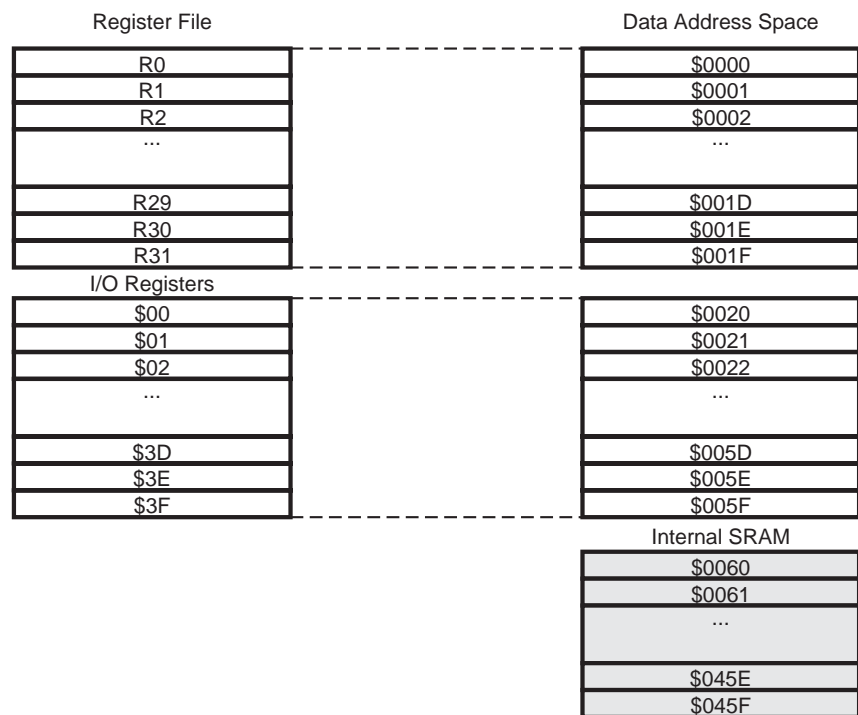 Register File Data Address Space
R0 $0000
R1 $0001
R2 $0002
... ...
R29 $001D
R30 $001E
R31 $001F
I/O Registers
$00 $0020
$01 $0021
$02 $0022
... ...
$3D $005D
$3E $005E
$3F $005F
Internal SRAM
$0060
$0061
...
$045E
$045F